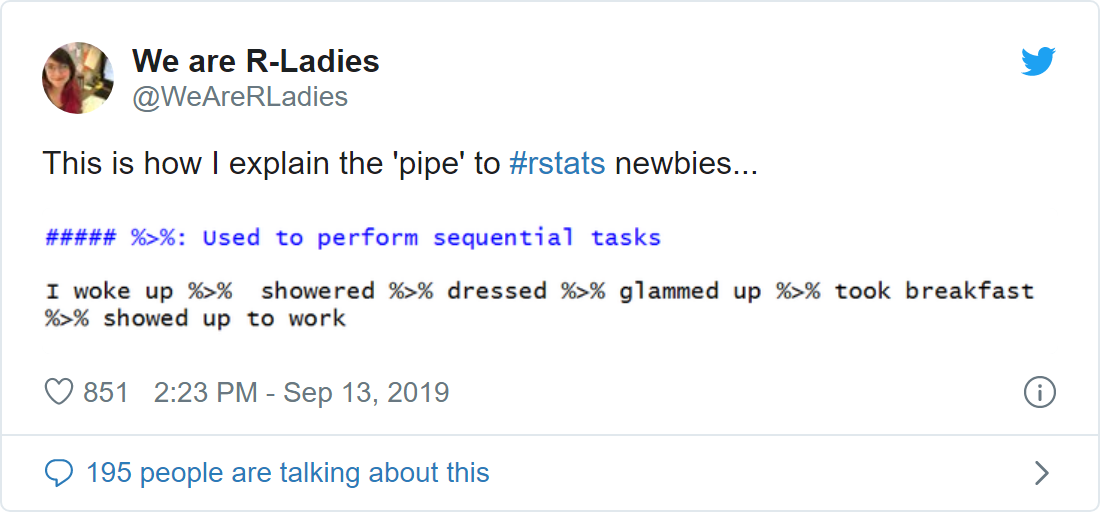 We are R-Ladies
@WeAreRLadies
This is how I explain the 'pipe' to #rstats newbies...
##### %>%: Used to perform sequential tasks
I woke up %>%  showered %>% dressed %>% glammed up %>% took breakfast
%>% showed up to work
851 2:23 PM - Sep 13, 2019
195 people are talking about this